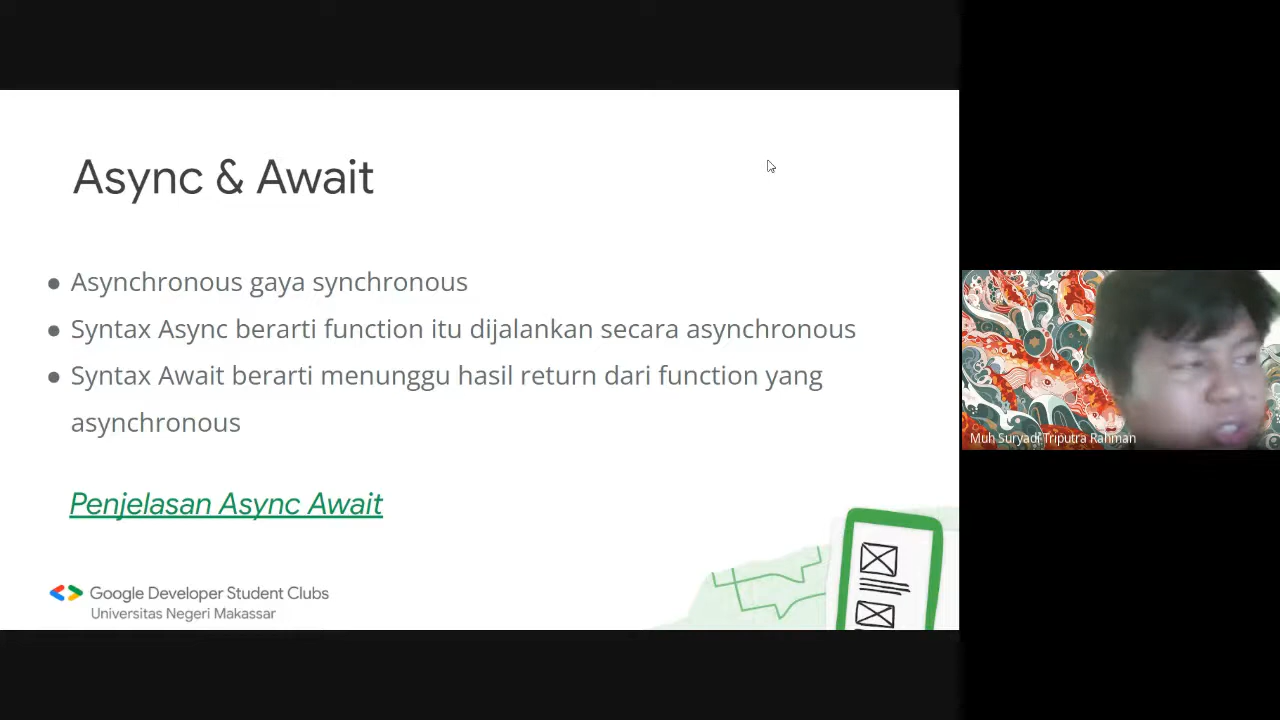 Async & Await
● Asynchronous gaya synchronous
● Syntax Async berarti function itu dijalankan secara asynchronous
● Syntax Await berarti menunggu hasil return dari function yang
asynchronous
Penjelasan Async Await
Google Developer Student Clubs
Universitas Negeri Makassar
Muh Suryadi Triputra Rahman